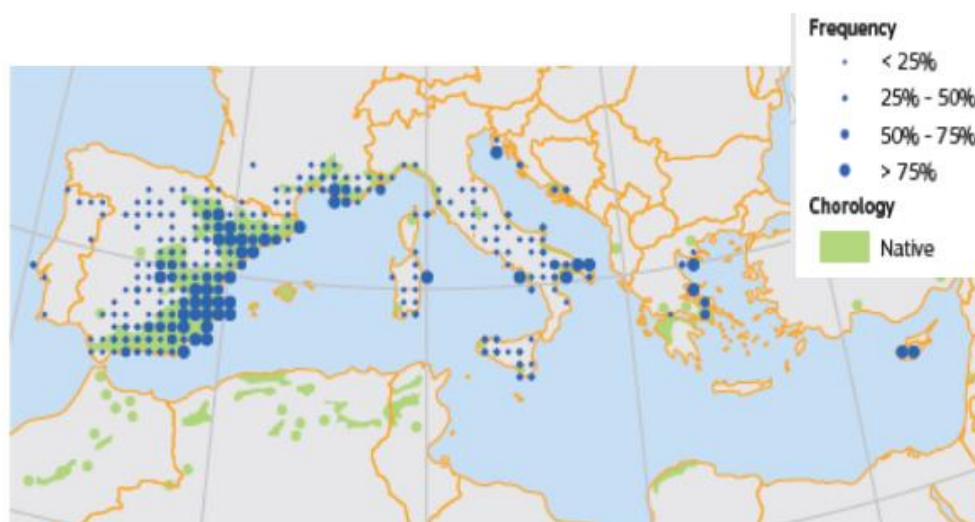 Frequency
< 25%
25% - 50%
50% - 75%
> 75%
Chorology
Native